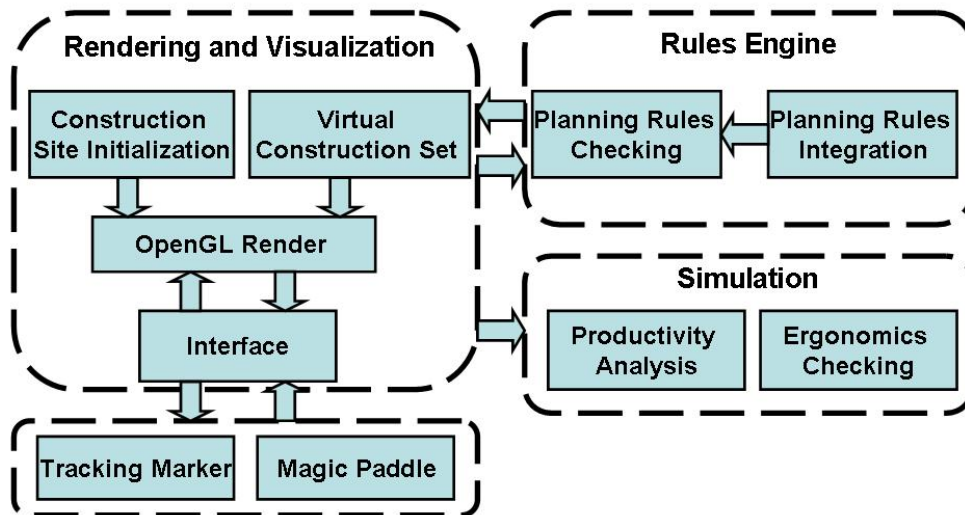 Rendering and Visualization
Construction
Site Initialization
Virtual
Construction Set
OpenGL Render
Interface
Tracking Marker
Magic Paddle
Rules Engine
Planning Rules
Checking
Planning Rules
Integration
Simulation
Productivity
Analysis
Ergonomics
Checking